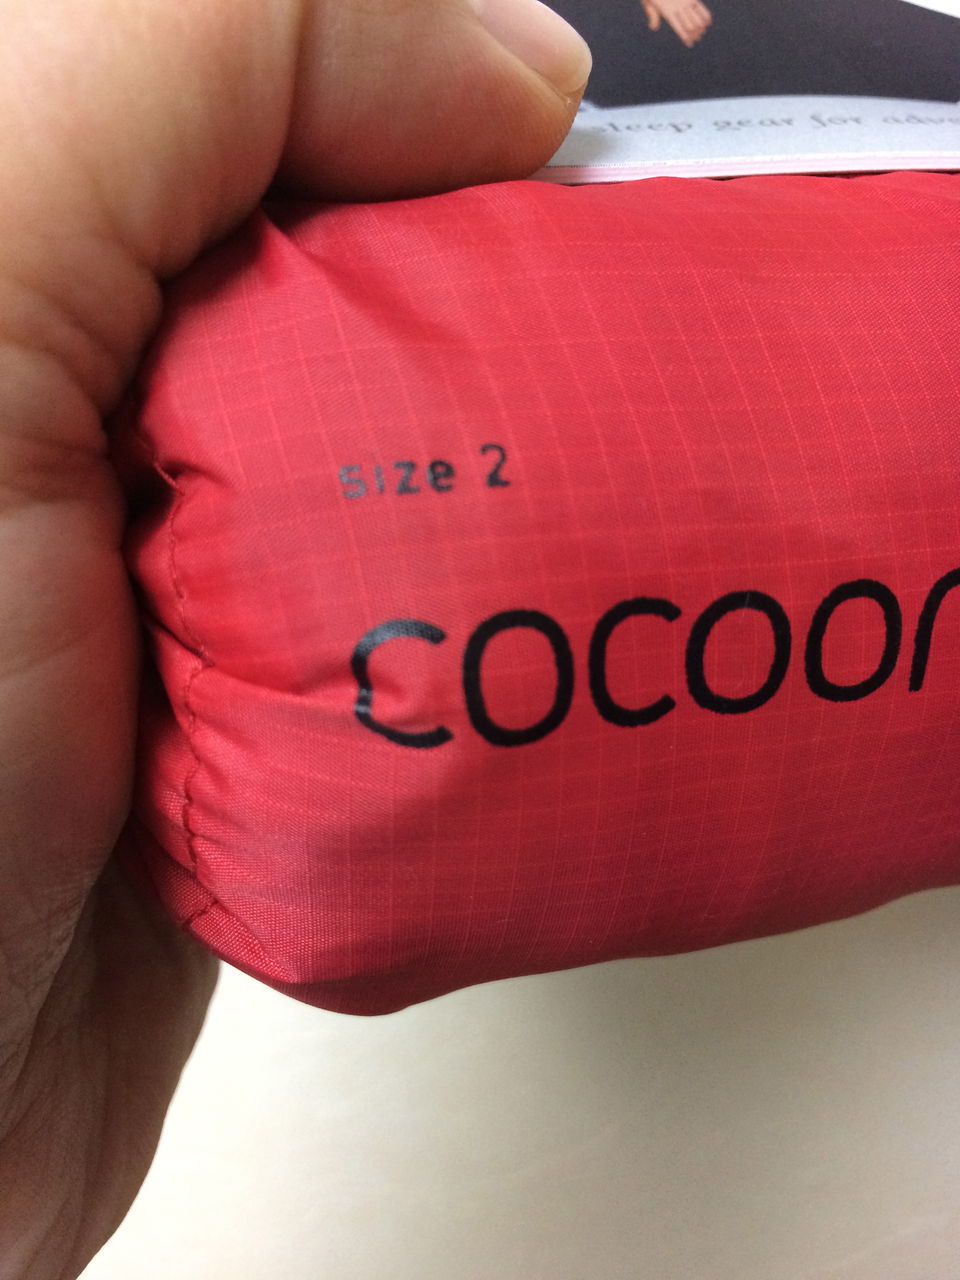 sleep gear for adve
size 2
cocoon